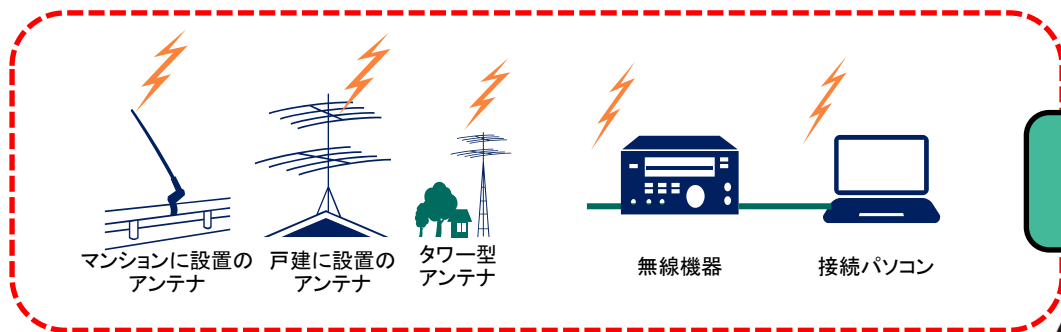 マンションに設置の
アンテナ
戸建に設置の
アンテナ
タワー型
アンテナ
無線機器
接続パソコン